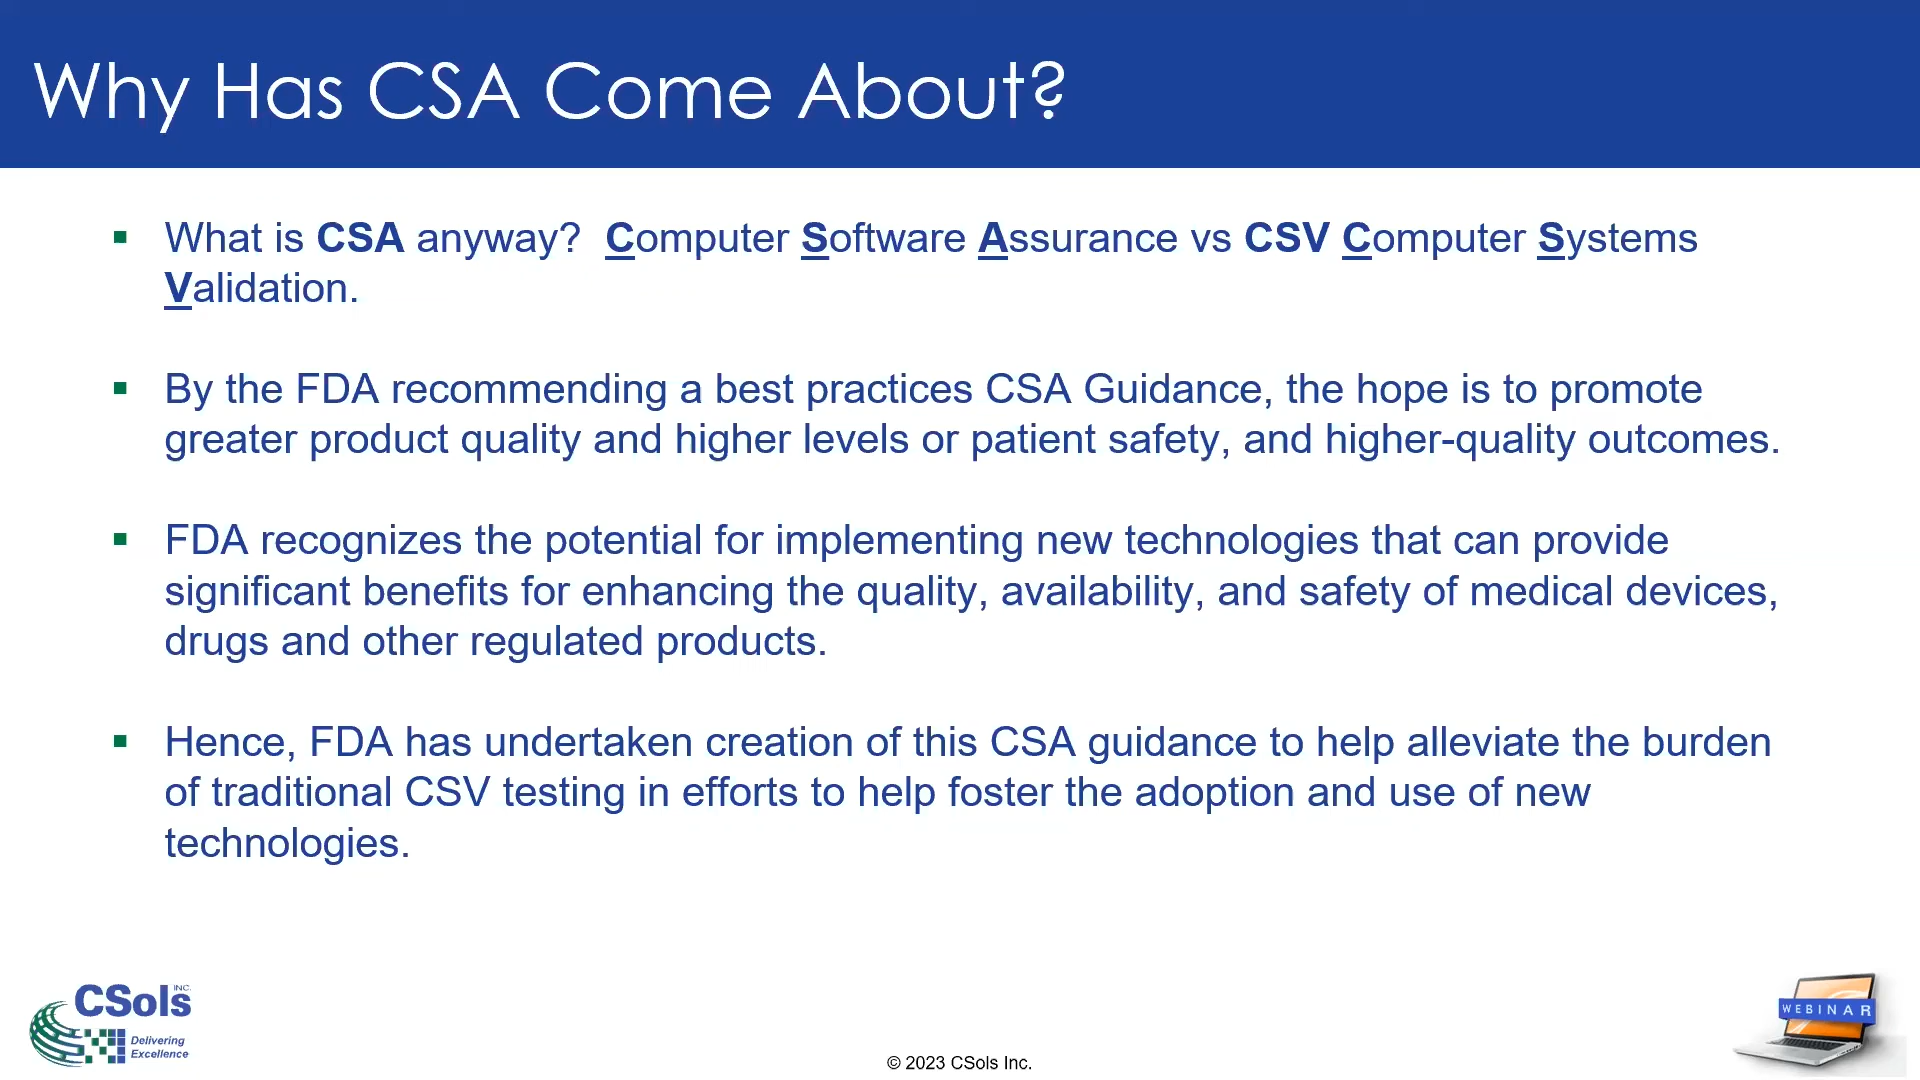 Why Has CSA Come About?
What is CSA anyway? Computer Software Assurance vs CSV Computer Systems
Validation.
By the FDA recommending a best practices CSA Guidance, the hope is to promote
greater product quality and higher levels or patient safety, and higher-quality outcomes.
FDA recognizes the potential for implementing new technologies that can provide
significant benefits for enhancing the quality, availability, and safety of medical devices,
drugs and other regulated products.
Hence, FDA has undertaken creation of this CSA guidance to help alleviate the burden
of traditional CSV testing in efforts to help foster the adoption and use of new
technologies.
CSols INC.
Delivering
Excellence
© 2023 CSols Inc.
WEBINAR